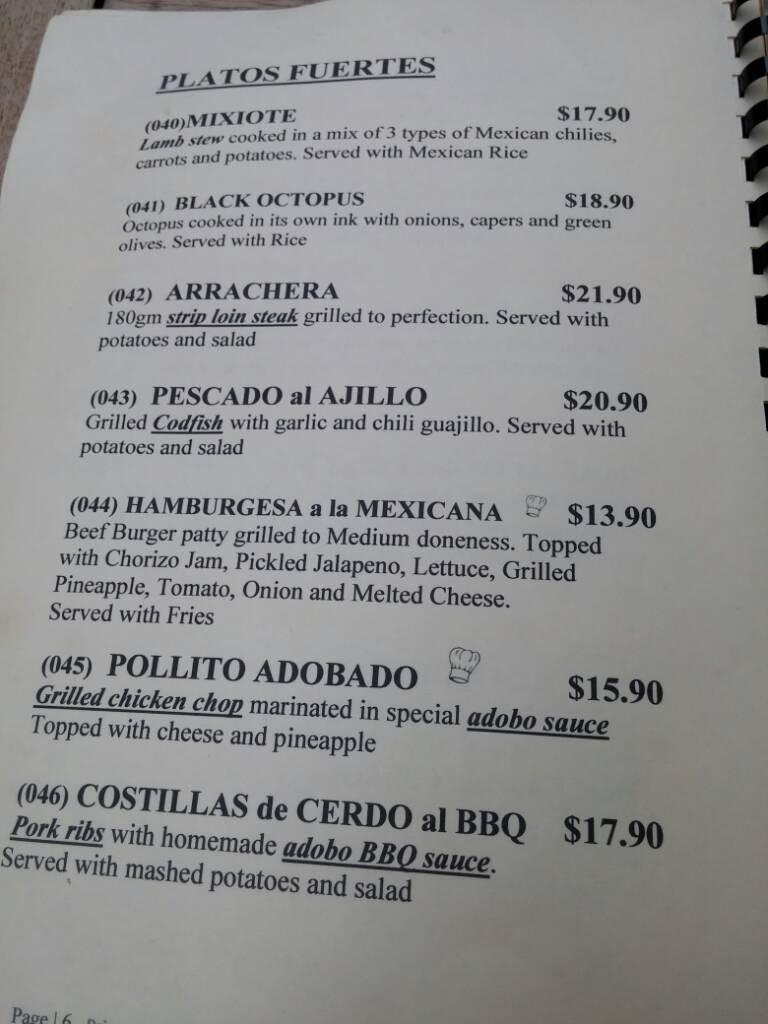 PLATOS FUERTES
(040)MIXIOTE $17.90
Lamb stew cooked in a mix of 3 types of Mexican chilies,
carrots and potatoes. Served with Mexican Rice
(041) BLACK OCTOPUS $18.90
Octopus cooked in its own ink with onions, capers and green
olives. Served with Rice
(042) ARRACHERA $21.90
180gm strip loin steak grilled to perfection. Served with
potatoes and salad
(043) PESCADO al AJILLO $20.90
Grilled Codfish with garlic and chili guajillo. Served with
potatoes and salad
(044) HAMBURGESA a la MEXICANA $13.90
Beef Burger patty grilled to Medium doneness. Topped
with Chorizo Jam, Pickled Jalapeno, Lettuce, Grilled
Pineapple, Tomato, Onion and Melted Cheese.
Served with Fries
(045) POLLITO ADOBADO $15.90
Grilled chicken chop marinated in special adobo sauce
Topped with cheese and pineapple
(046) COSTILLAS de CERDO al BBQ $17.90
Pork ribs with homemade adobo BBQ sauce.
Served with mashed potatoes and salad
Page | 6